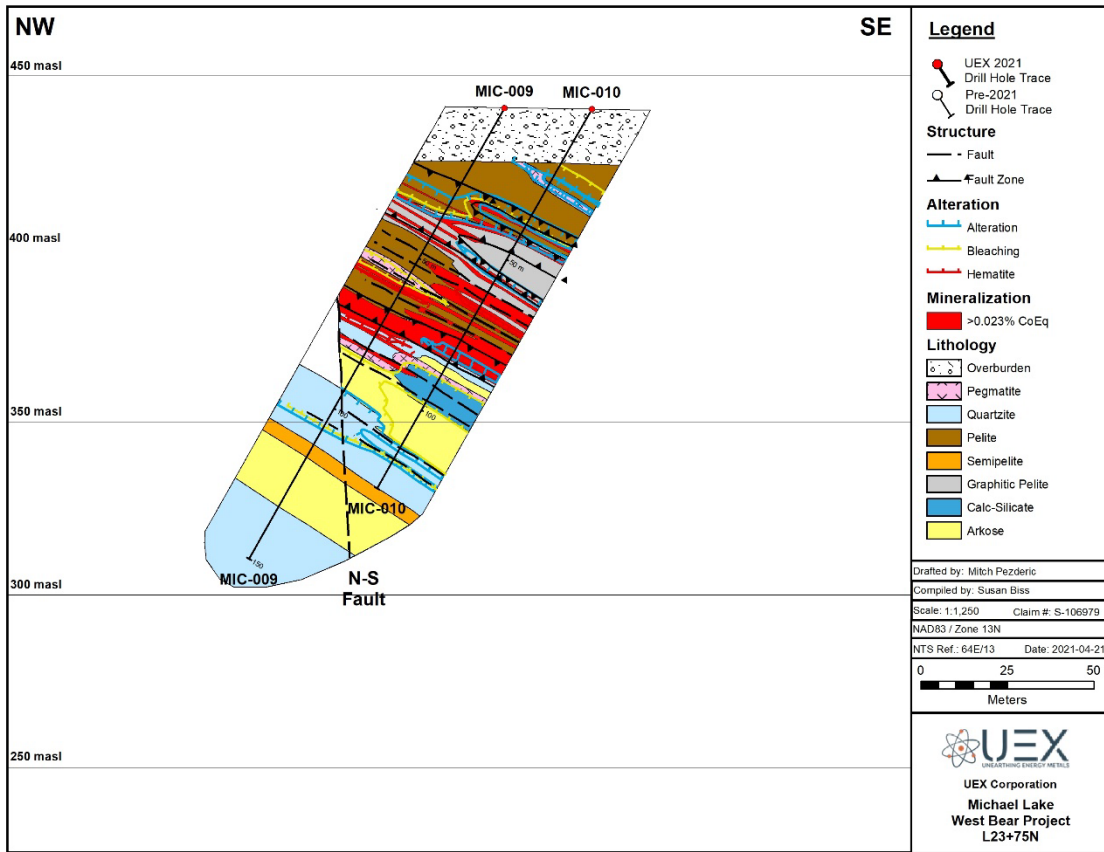 NW
SE
450 masl
MIC-009
MIC-010
400 masl
50 m
50 m
350 masl
100
100
MIC-010
150
MIC-009
300 masl
N-S
Fault
250 masl
Legend
UEX 2021
Drill Hole Trace
Pre-2021
Drill Hole Trace
Structure
Fault
Fault Zone
Alteration
Alteration
Bleaching
Hematite
Mineralization
>0.023% CoEq
Lithology
Overburden
Pegmatite
Quartzite
Pelite
Semipelite
Graphitic Pelite
Calc-Silicate
Arkose
Drafted by: Mitch Pezderic
Compiled by: Susan Biss
Scale: 1:1,250 Claim #: S-106979
NAD83 / Zone 13N
NTS Ref.: 64E/13 Date: 2021-04-21
0 25 50
Meters
UEX
UNEARTHING ENERGY METALS
UEX Corporation
Michael Lake
West Bear Project
L23+75N